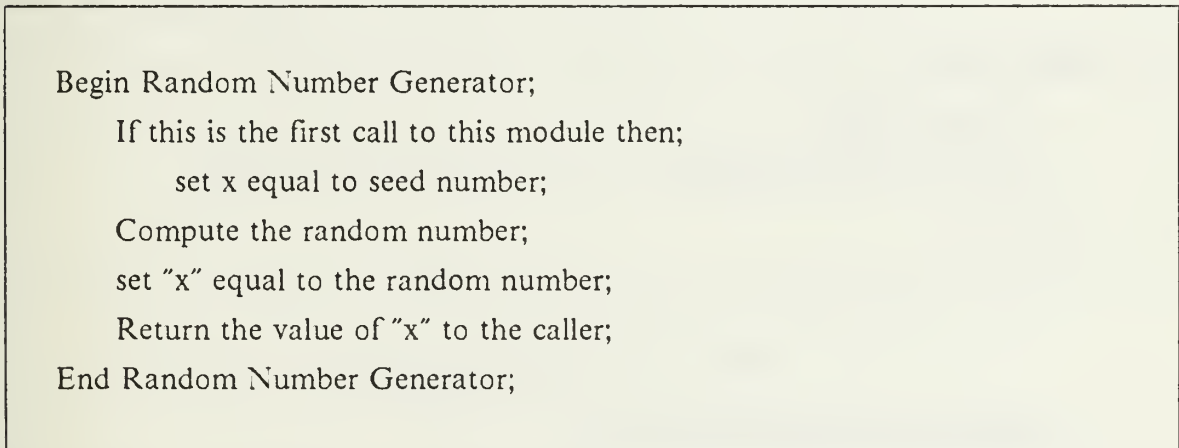 Begin Random Number Generator;
If this is the first call to this module then;
set x equal to seed number;
Compute the random number;
set "x" equal to the random number;
Return the value of "x" to the caller;
End Random Number Generator;